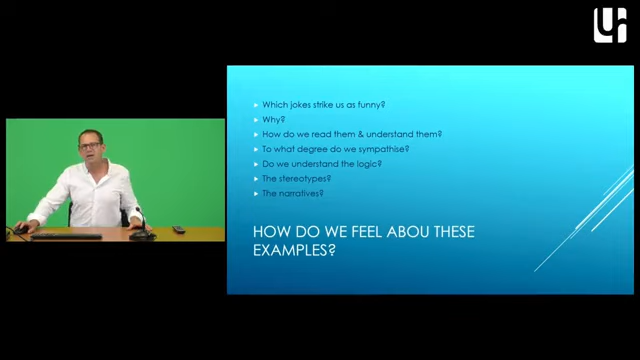 Which jokes strike us as funny?
Why?
How do we read them & understand them?
To what degree do we sympathise?
Do we understand the logic?
The stereotypes?
The narratives?
HOW DO WE FEEL ABOU THESE
EXAMPLES?